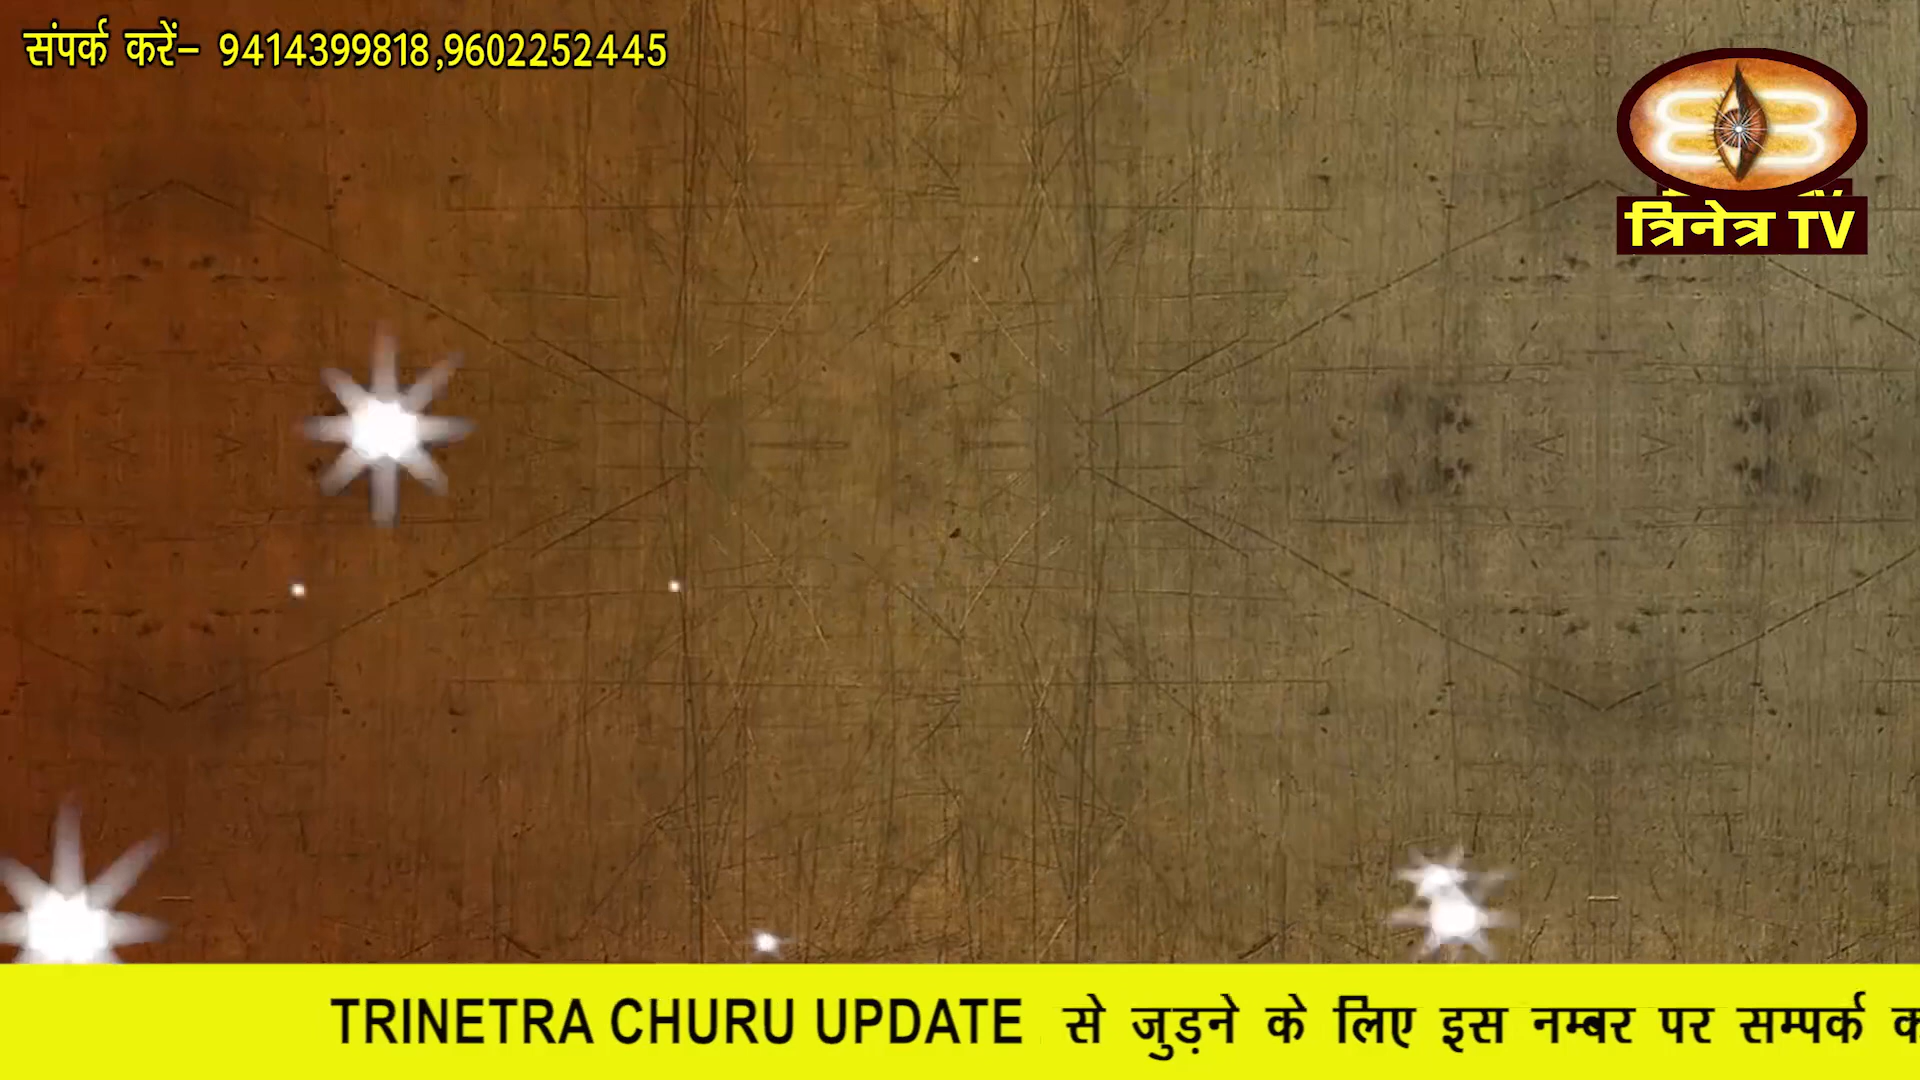 संपर्क करें- 9414399818,9602252445
त्रिनेत्र TV
TRINETRA CHURU UPDATE से जुड़ने के लिए इस नम्बर पर सम्पर्क